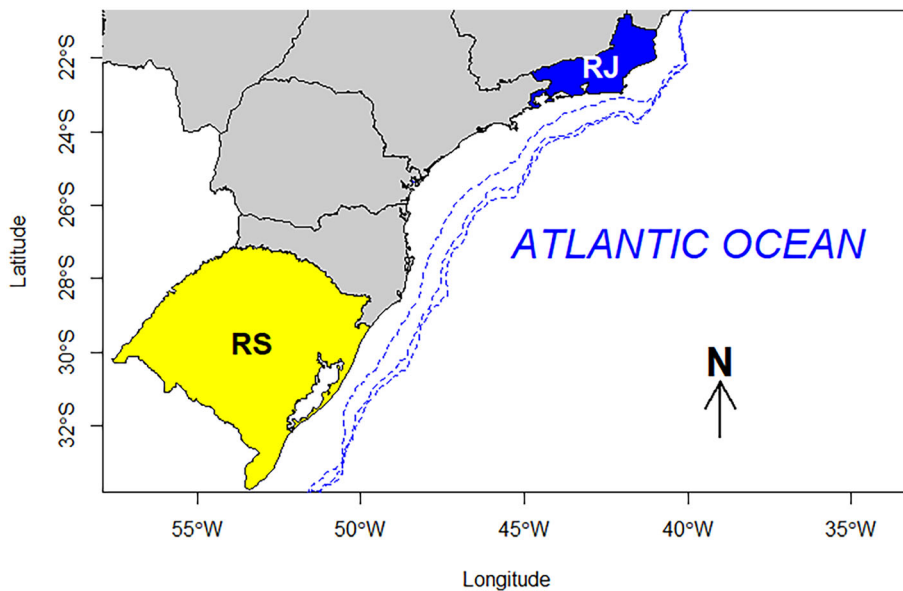 22°S
24°S
26°S
28°S
30°S
32°S
Latitude
RJ
ATLANTIC OCEAN
RS
N
55°W
50°W
45°W
40°W
35°W
Longitude